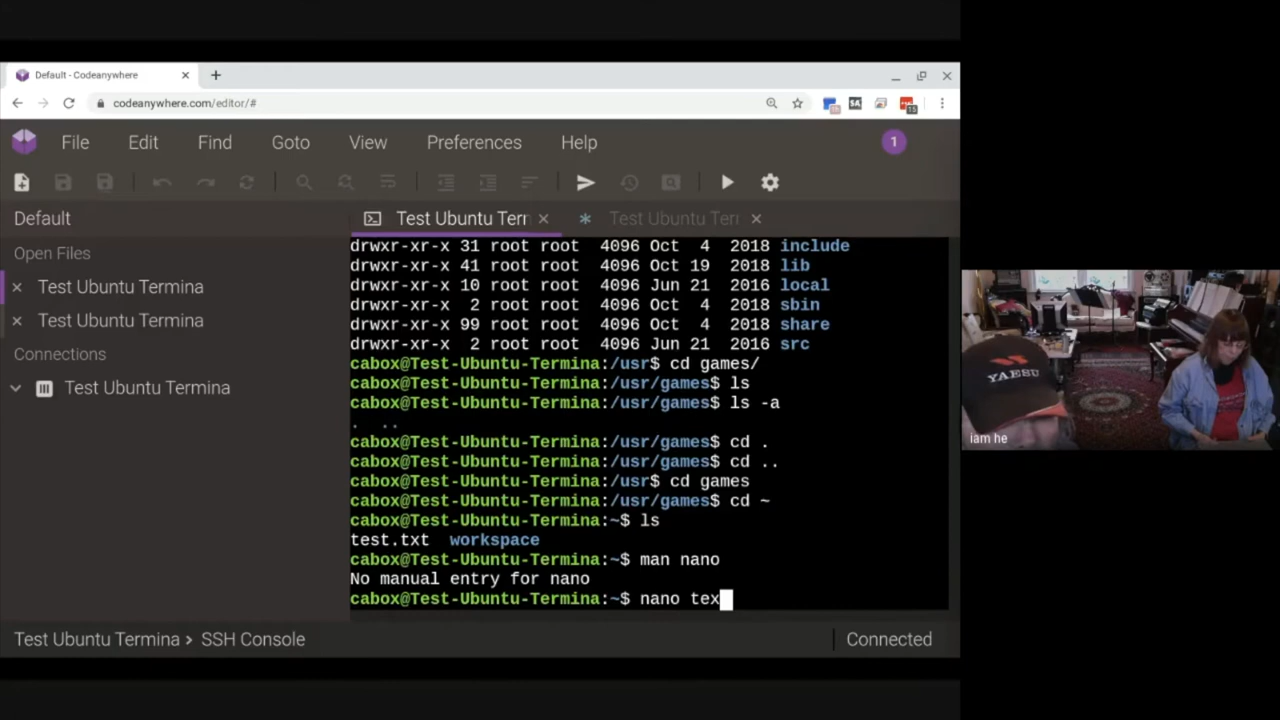 Default - Codeanywhere
codeanywhere.com/editor/#
File Edit Find Goto View Preferences Help
1
Default
Test Ubuntu Terr
Test Ubuntu Terr
Open Files
Test Ubuntu Termina
Test Ubuntu Termina
Connections
Test Ubuntu Termina
drwxr-xr-x 31 root root  4096 Oct  4  2018 include
drwxr-xr-x 41 root root  4096 Oct 19  2018 lib
drwxr-xr-x 10 root root  4096 Jun 21  2016 local
drwxr-xr-x  2 root root  4096 Oct  4  2018 sbin
drwxr-xr-x 99 root root  4096 Oct  4  2018 share
drwxr-xr-x  2 root root  4096 Jun 21  2016 src
cabox@Test-Ubuntu-Termina:/usr$ cd games/
cabox@Test-Ubuntu-Termina:/usr/games$ ls
cabox@Test-Ubuntu-Termina:/usr/games$ ls -a
.  ..
cabox@Test-Ubuntu-Termina:/usr/games$ cd .
cabox@Test-Ubuntu-Termina:/usr/games$ cd ..
cabox@Test-Ubuntu-Termina:/usr$ cd games
cabox@Test-Ubuntu-Termina:/usr/games$ cd ~
cabox@Test-Ubuntu-Termina:~$ ls
test.txt  workspace
cabox@Test-Ubuntu-Termina:~$ man nano
No manual entry for nano
cabox@Test-Ubuntu-Termina:~$ nano tex
Test Ubuntu Termina > SSH Console
Connected
YAESU
iam he